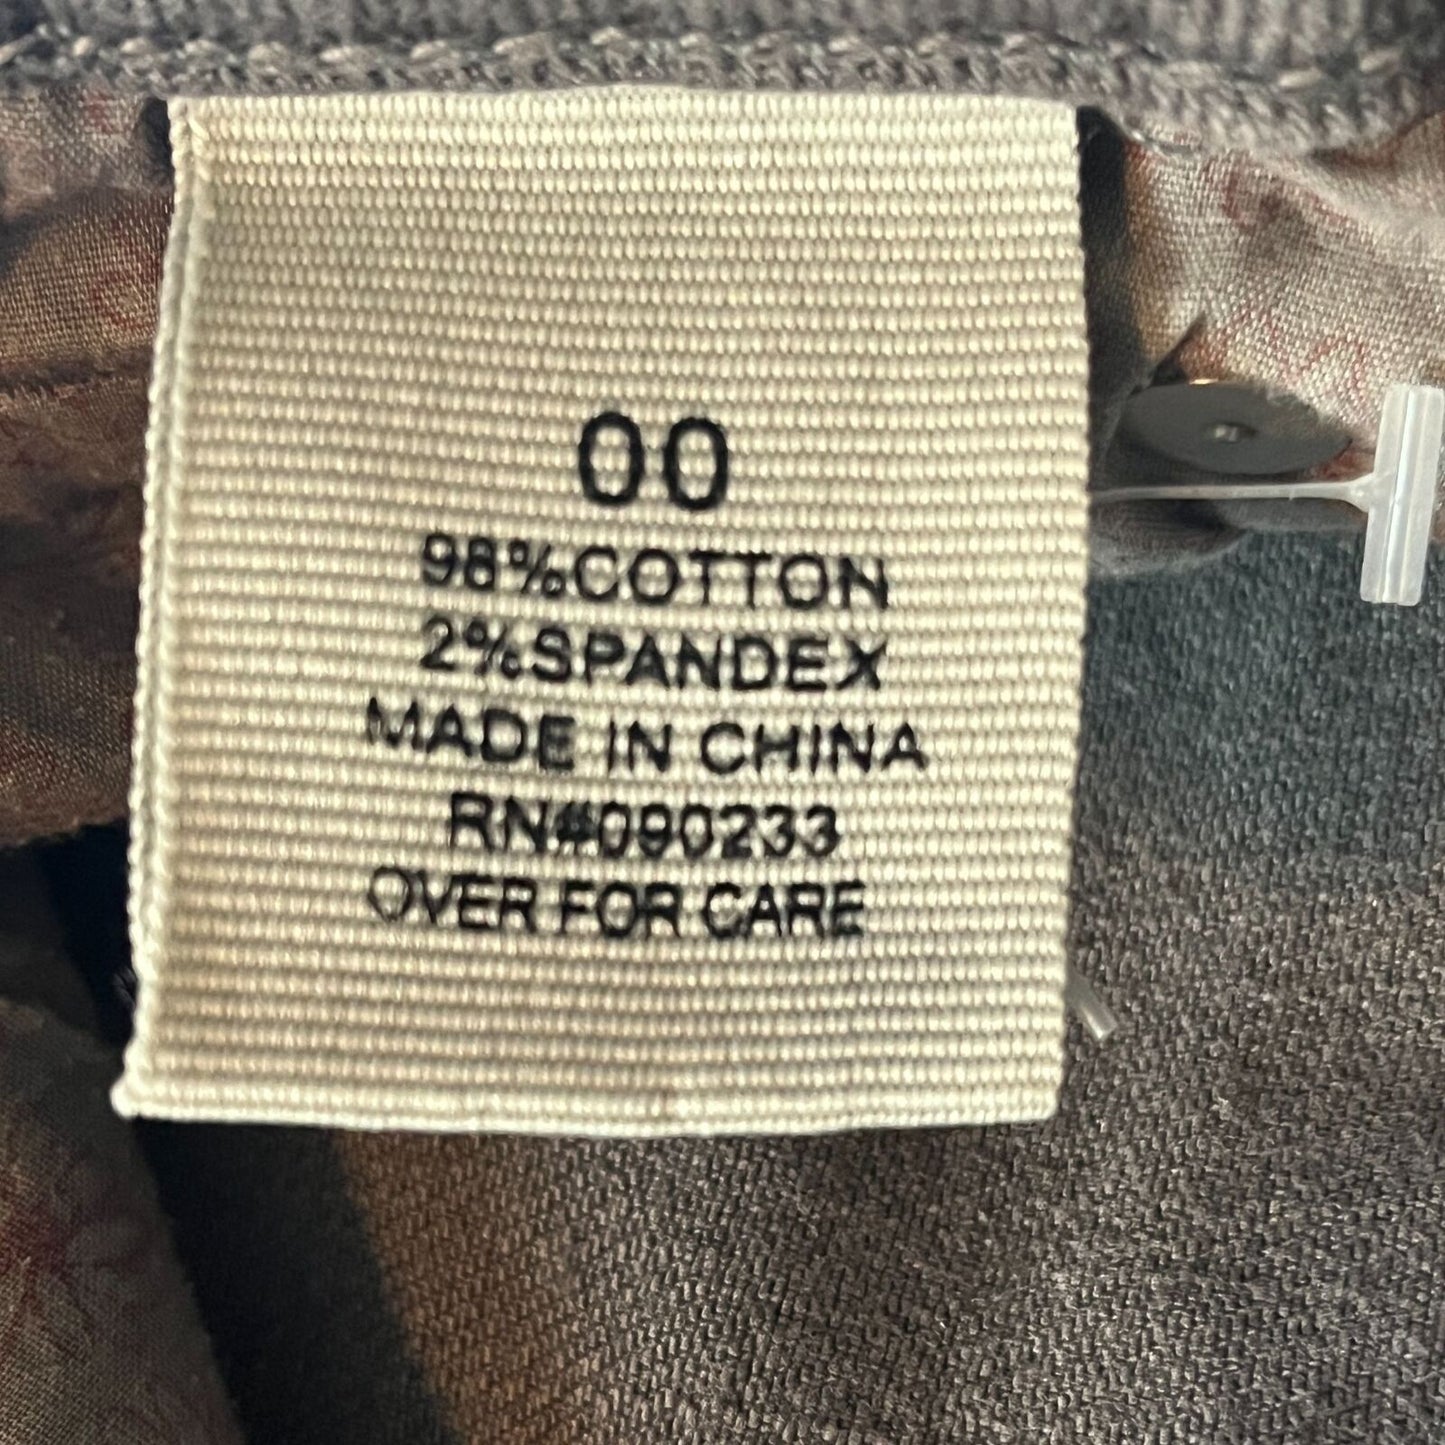 00
98%COTTON
2%SPANDEX
MADE IN CHINA
RN#090233
OVER FOR CARE